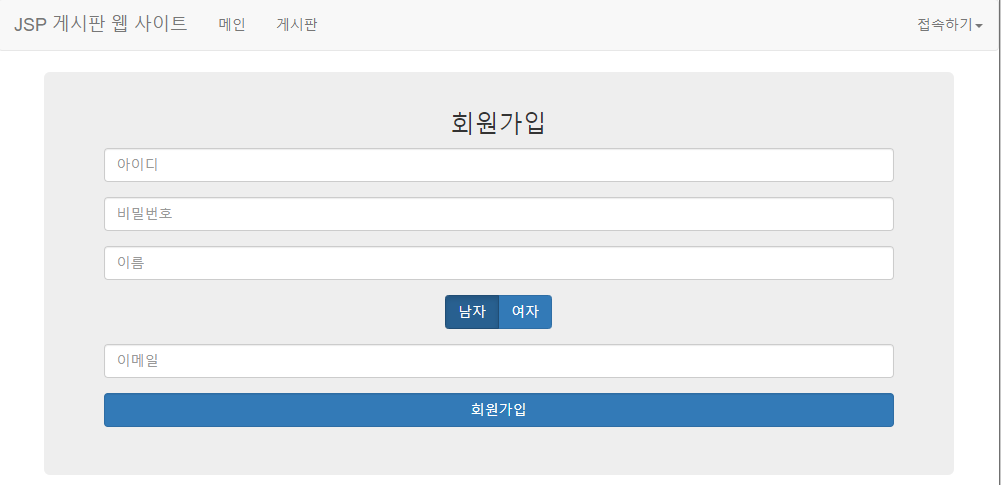 JSP 게시판 웹 사이트 메인 게시판 접속하기
회원가입
아이디
비밀번호
이름
남자 여자
이메일
회원가입